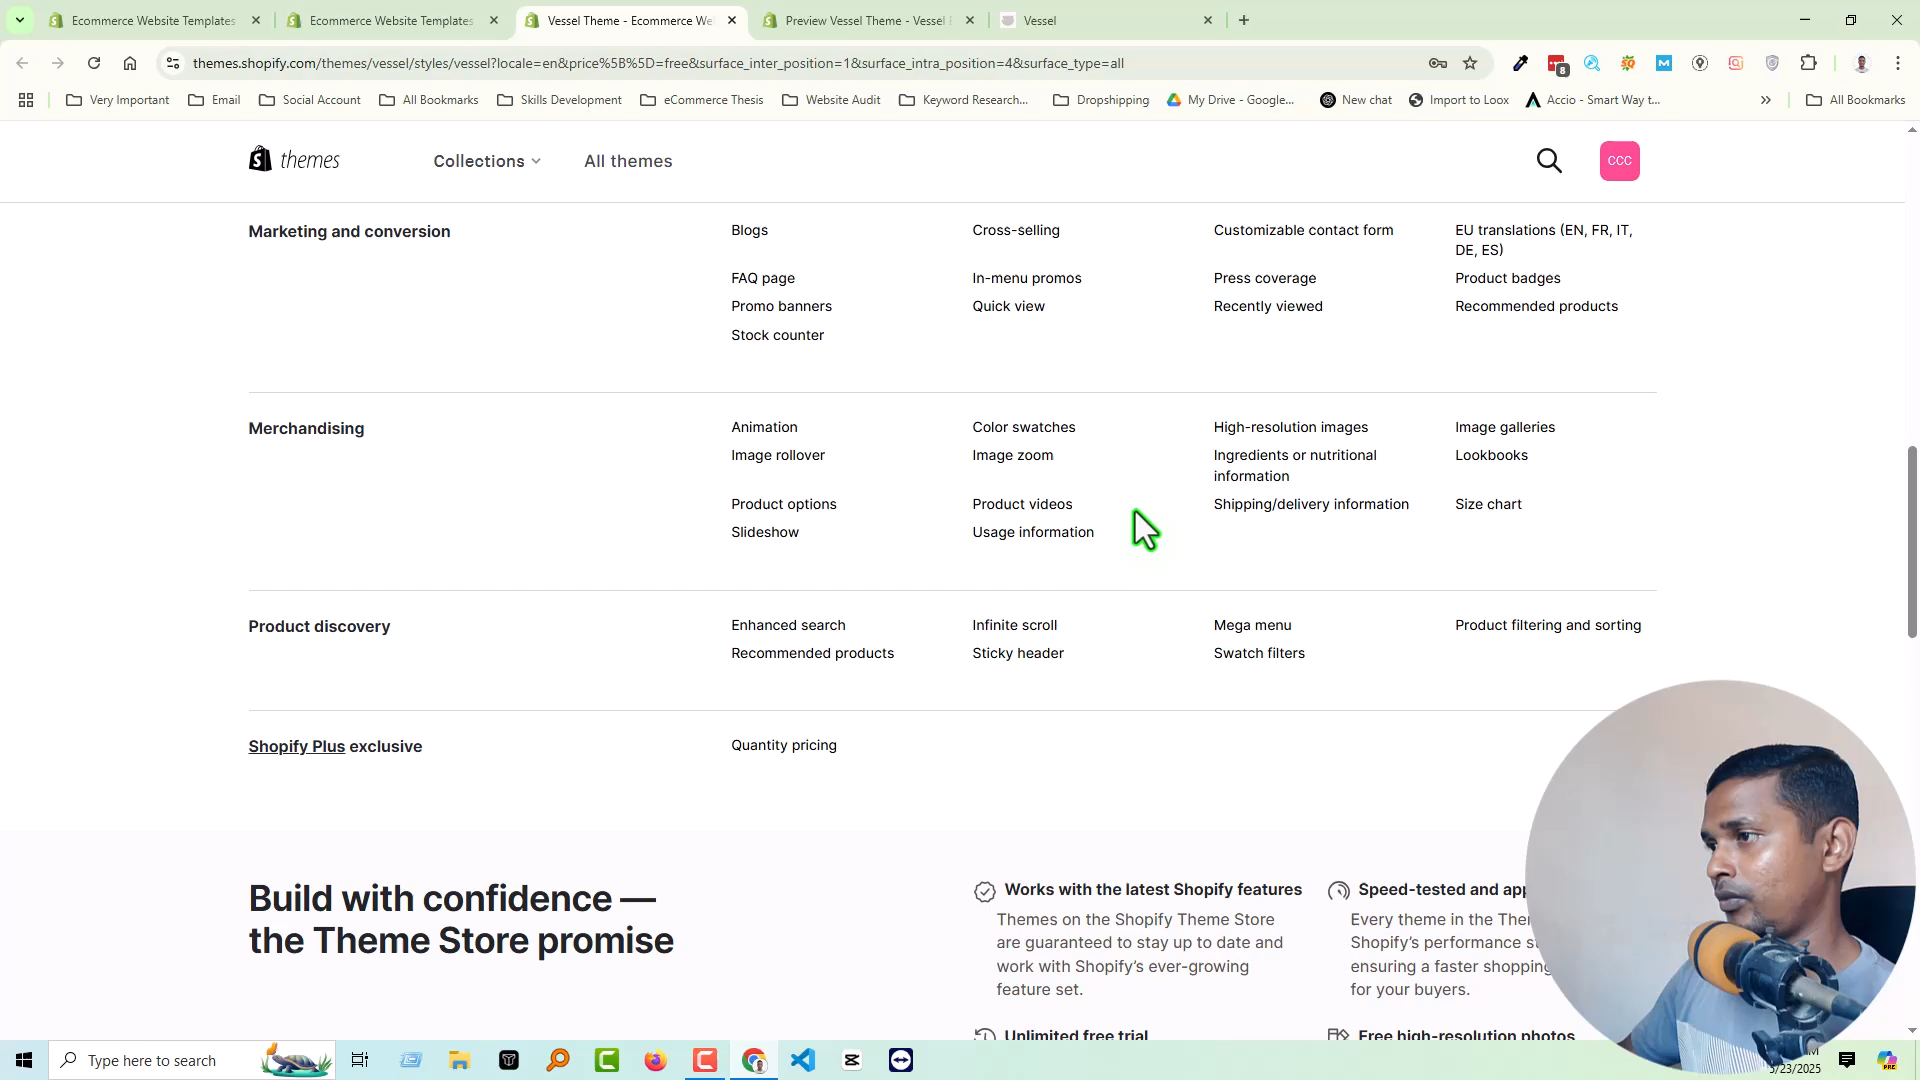 Ecommerce Website Templates
Ecommerce Website Templates
Vessel Theme - Ecommerce We
Preview Vessel Theme - Vessel
Vessel
themes.shopify.com/themes/vessel/styles/vessel?locale=en&price%5B%5D=free&surface_inter_position=1&surface_intra_position=4&surface_type=all
8
Very Important
Email
Social Account
All Bookmarks
Skills Development
eCommerce Thesis
Website Audit
Keyword Research...
Dropshipping
My Drive - Google...
New chat
Import to Loox
Accio - Smart Way t...
All Bookmarks
themes
Collections
All themes
CCC
Marketing and conversion
Blogs
Cross-selling
Customizable contact form
EU translations (EN, FR, IT,
DE, ES)
FAQ page
In-menu promos
Press coverage
Product badges
Promo banners
Quick view
Recently viewed
Recommended products
Stock counter
Merchandising
Animation
Color swatches
High-resolution images
Image galleries
Image rollover
Image zoom
Ingredients or nutritional
information
Lookbooks
Product options
Product videos
Shipping/delivery information
Size chart
Slideshow
Usage information
Product discovery
Enhanced search
Infinite scroll
Mega menu
Product filtering and sorting
Recommended products
Sticky header
Swatch filters
Shopify Plus exclusive
Quantity pricing
Build with confidence —
the Theme Store promise
Works with the latest Shopify features
Themes on the Shopify Theme Store
are guaranteed to stay up to date and
work with Shopify's ever-growing
feature set.
Speed-tested and
Every theme in the
Shopify's performance
ensuring a faster shopping
for your buyers.
Unlimited free trial
Free high-resolution photos
Type here to search
5/23/2025